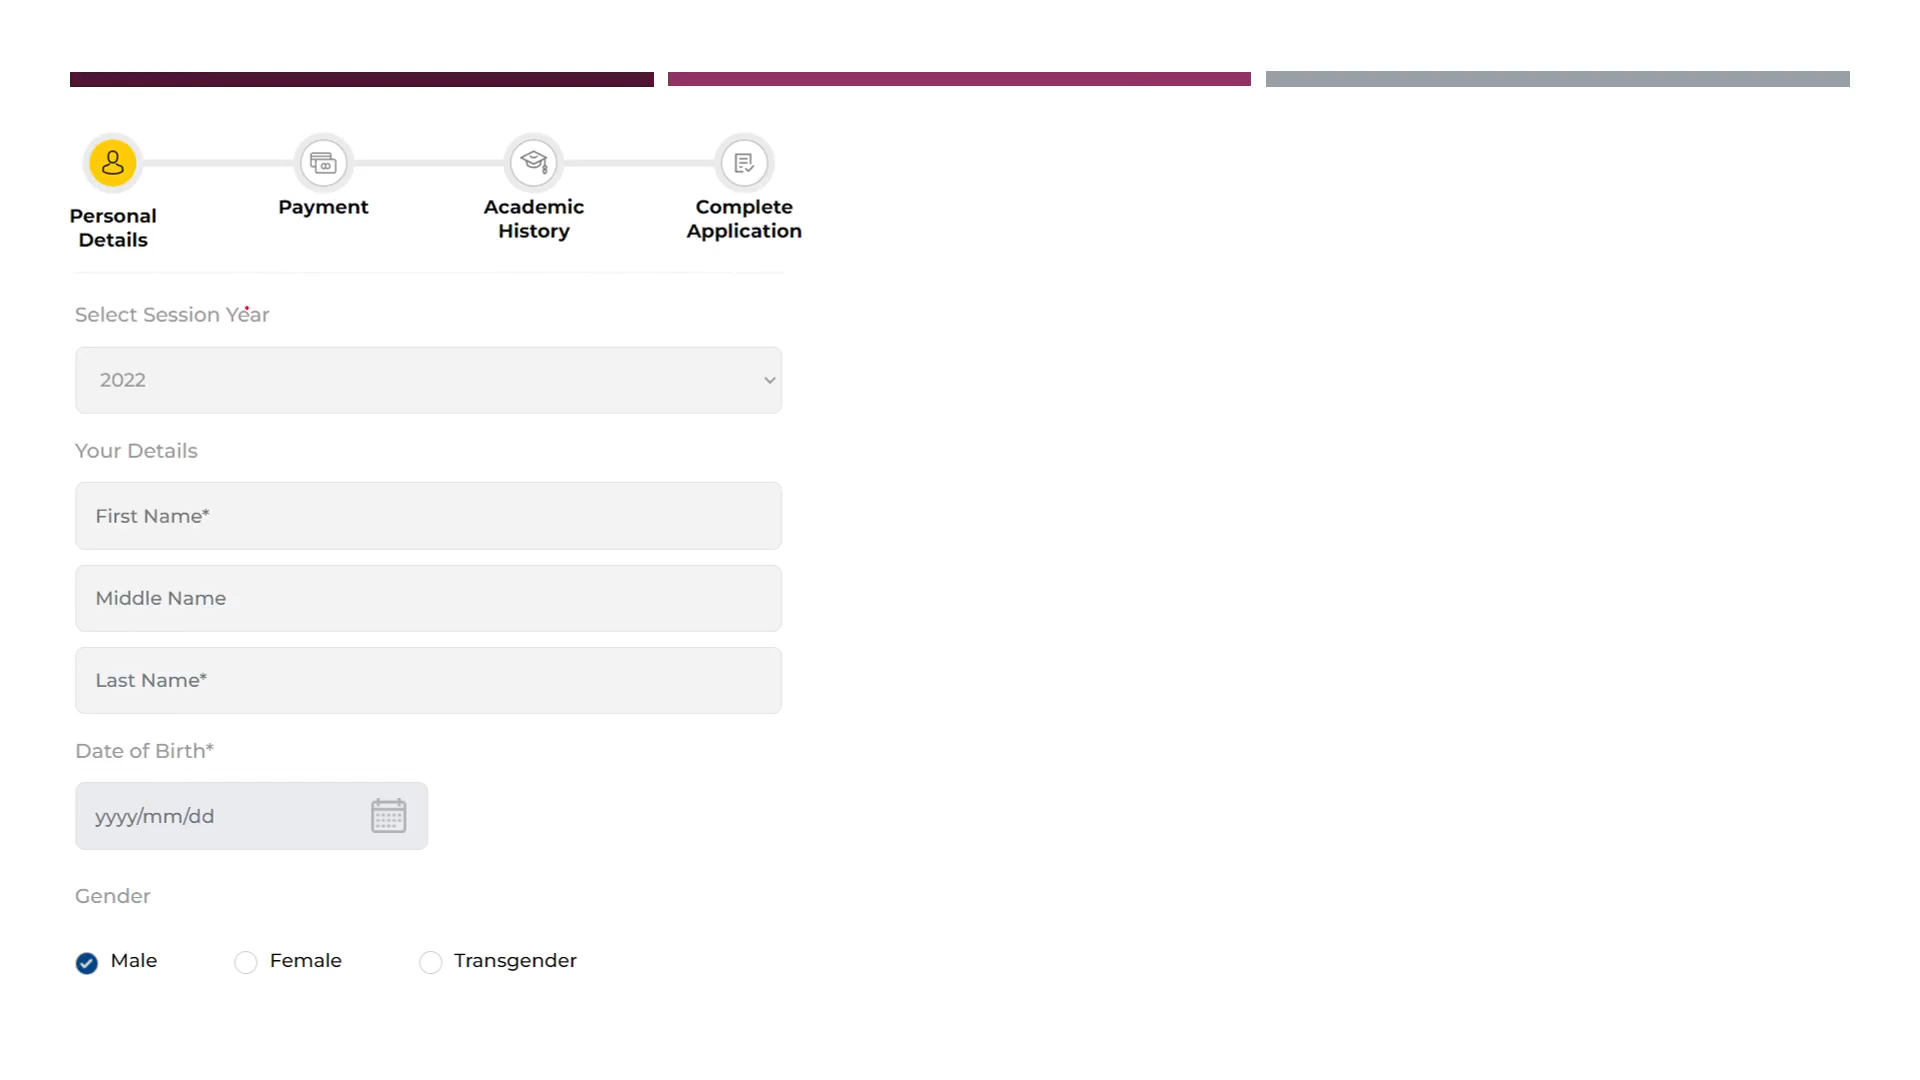 Personal
Details
Payment
Academic
History
Complete
Application
Select Session Year
2022
Your Details
First Name*
Middle Name
Last Name*
Date of Birth*
yyyy/mm/dd
Gender
Male
Female
Transgender